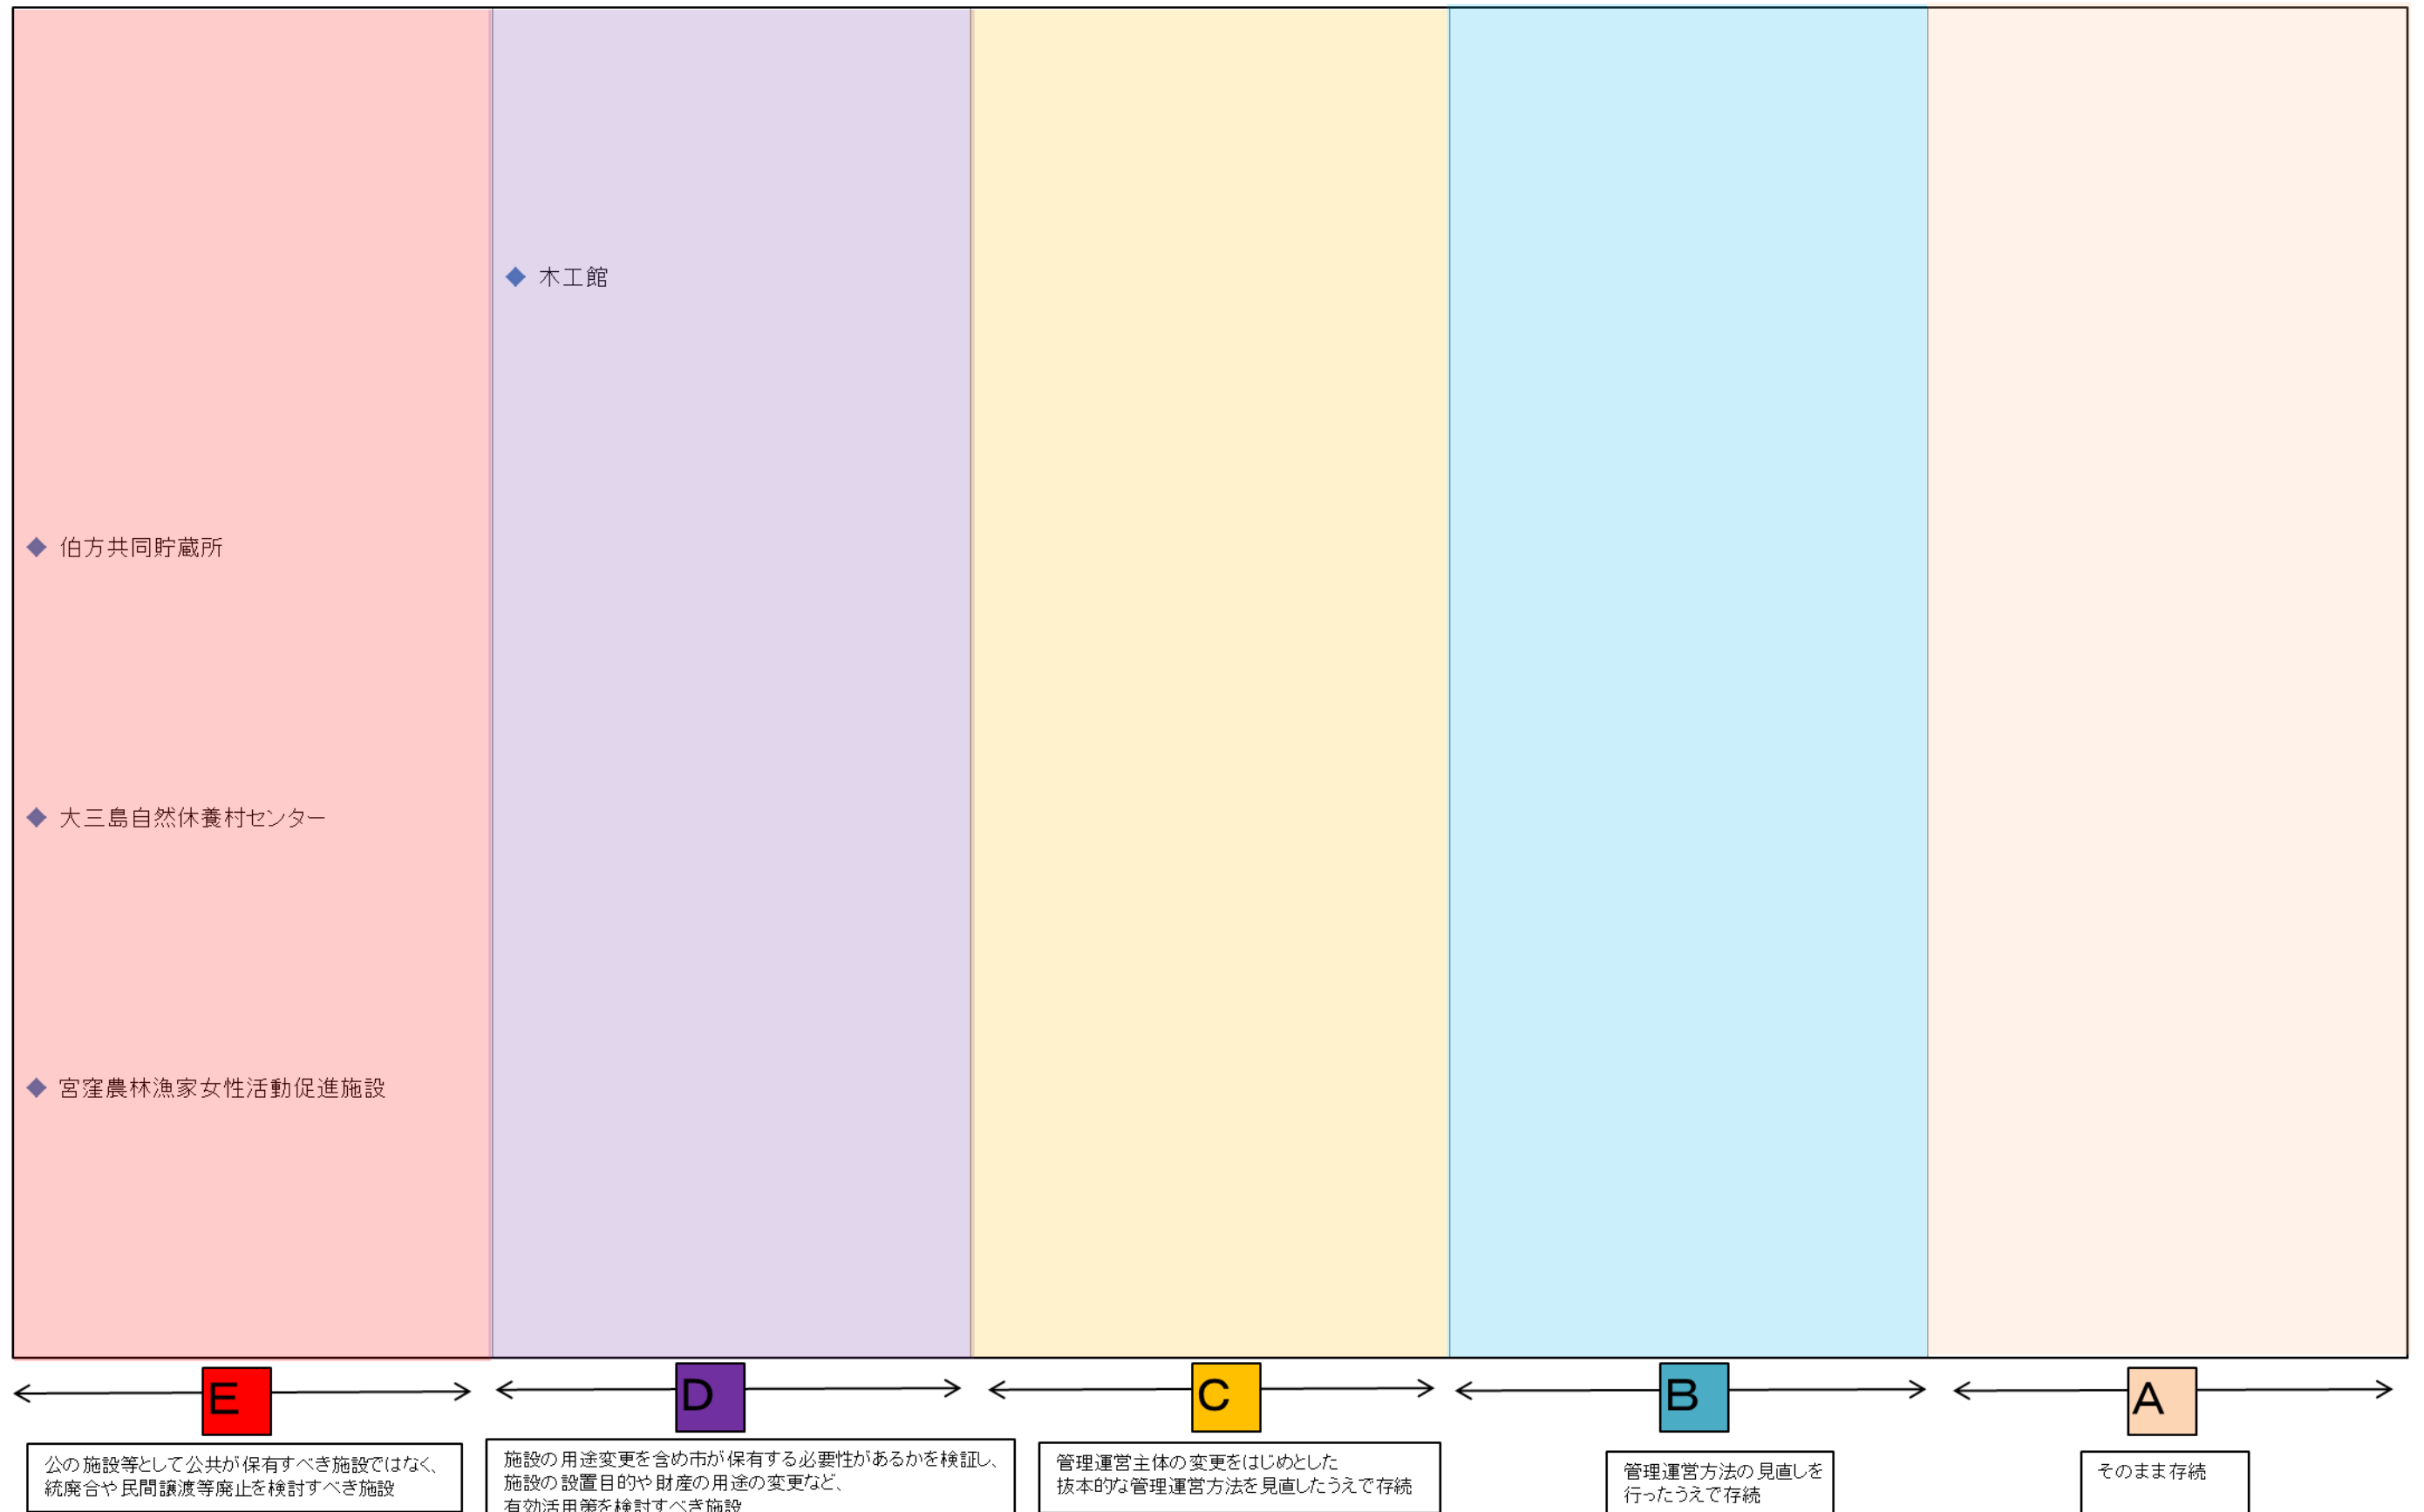 木工館
伯方共同貯蔵所
大三島自然休養村センター
宮窪農林漁家女性活動促進施設
E
D
C
B
A
公の施設等として公共が保有すべき施設ではなく、
統廃合や民間譲渡等廃止を検討すべき施設
施設の用途変更を含め市が保有する必要性があるかを検証し、
施設の設置目的や財産の用途の変更など、
有効活用策を検討すべき施設
管理運営主体の変更をはじめとした
抜本的な管理運営方法を見直したうえで存続
管理運営方法の見直しを
行ったうえで存続
そのまま存続